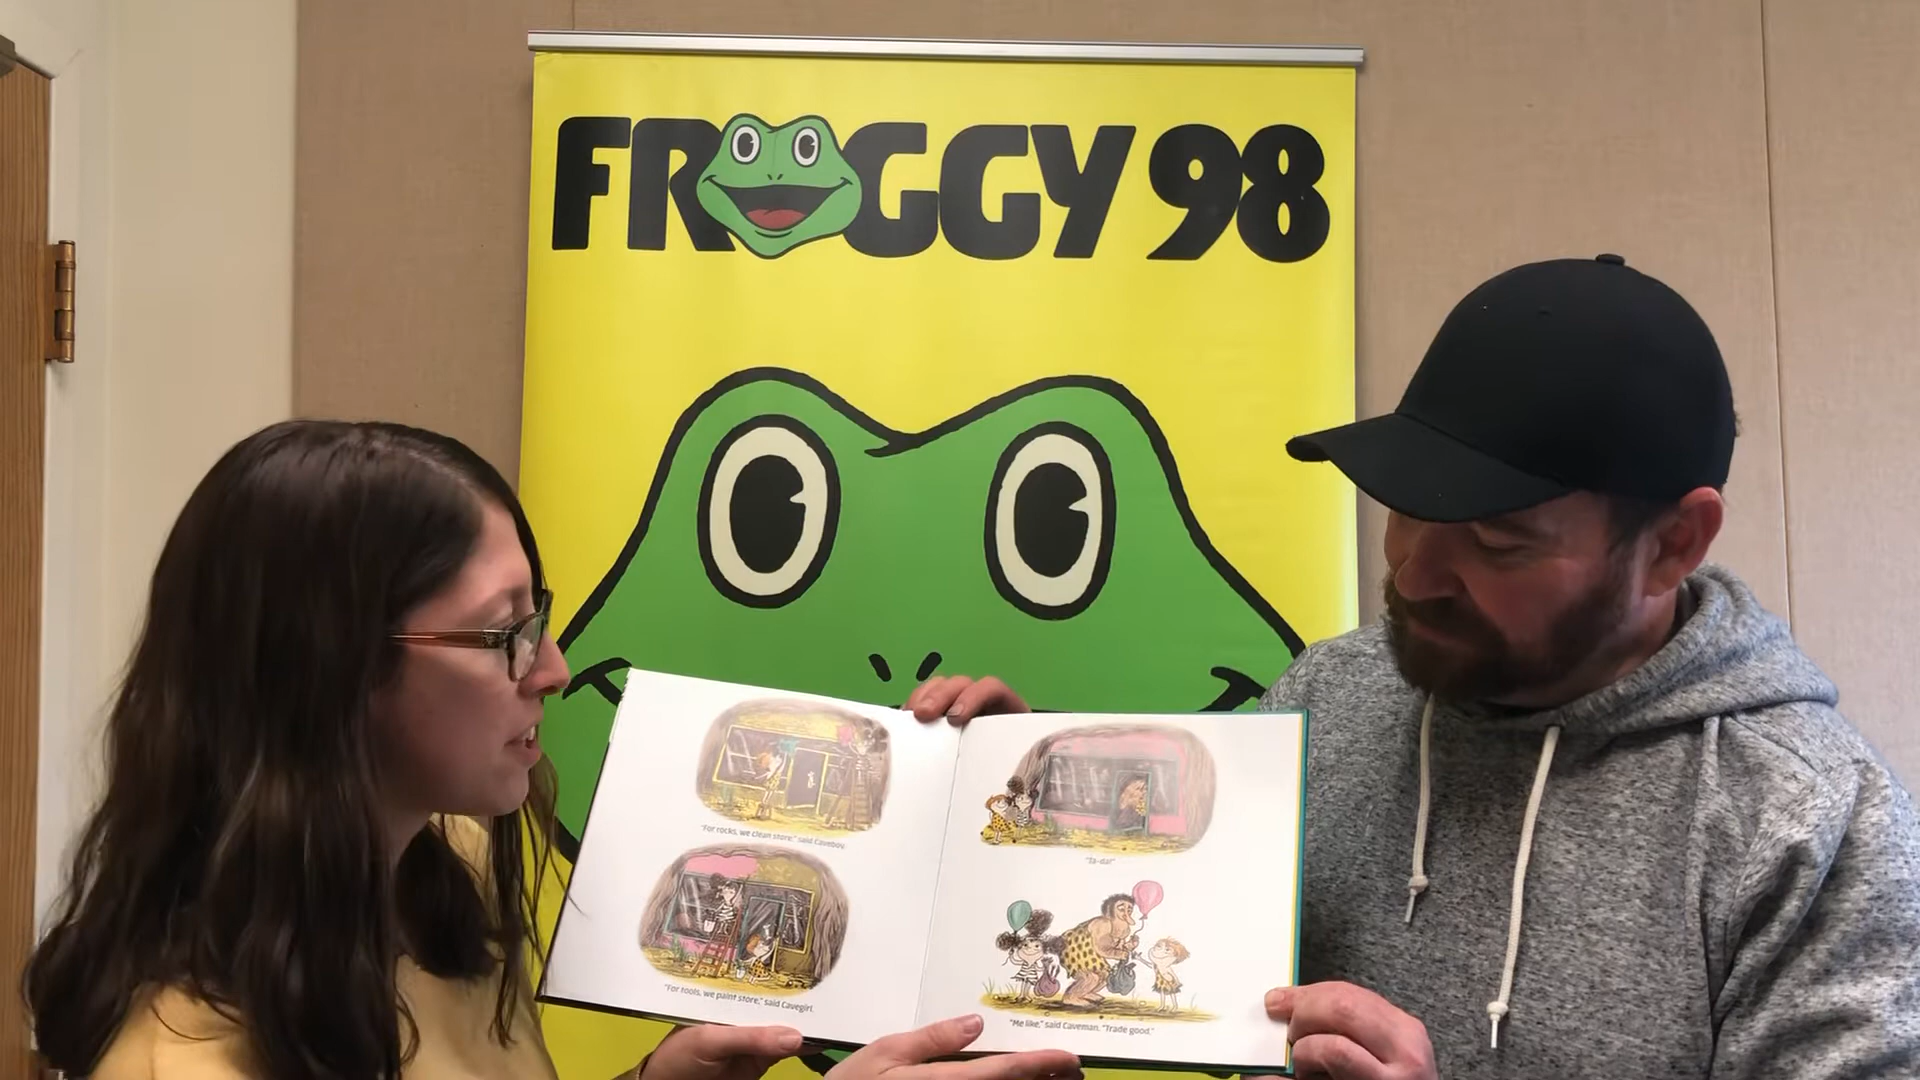 FROGGY 98
"For rocks, we clean store," said Caveboy.
"For tools, we paint store," said Cavegirl.
"Ta-da!"
"Me like," said Caveman. "Trade good."